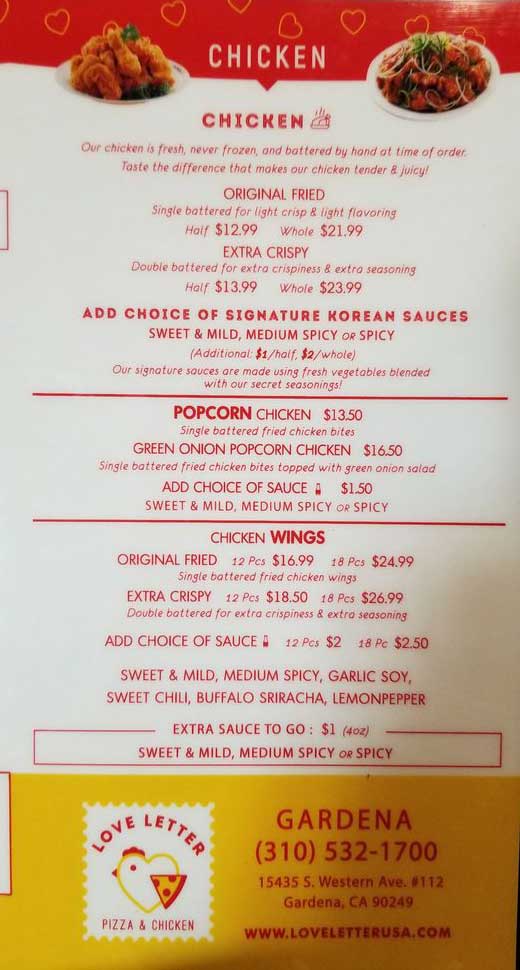 CHICKEN
CHICKEN
Our chicken is fresh, never frozen, and battered by hand at time of order.
Taste the difference that makes our chicken tender & juicy!
ORIGINAL FRIED
Single battered for light crisp & light flavoring
Half $12.99 Whole $21.99
EXTRA CRISPY
Double battered for extra crispiness & extra seasoning
Half $13.99 Whole $23.99
ADD CHOICE OF SIGNATURE KOREAN SAUCES
SWEET & MILD, MEDIUM SPICY OR SPICY
(Additional: $1/half, $2/whole)
Our signature sauces are made using fresh vegetables blended
with our secret seasonings!
POPCORN CHICKEN $13.50
Single battered fried chicken bites
GREEN ONION POPCORN CHICKEN $16.50
Single battered fried chicken bites topped with green onion salad
ADD CHOICE OF SAUCE $1.50
SWEET & MILD, MEDIUM SPICY OR SPICY
CHICKEN WINGS
ORIGINAL FRIED 12 Pcs $16.99 18 Pcs $24.99
Single battered fried chicken wings
EXTRA CRISPY 12 Pcs $18.50 18 Pcs $26.99
Double battered for extra crispiness & extra seasoning
ADD CHOICE OF SAUCE 12 Pcs $2 18 Pc $2.50
SWEET & MILD, MEDIUM SPICY, GARLIC SOY,
SWEET CHILI, BUFFALO SRIRACHA, LEMONPEPPER
EXTRA SAUCE TO GO : $1 (4oz)
SWEET & MILD, MEDIUM SPICY OR SPICY
LOVE LETTER
PIZZA & CHICKEN
GARDENA
(310) 532-1700
15435 S. Western Ave. #112
Gardena, CA 90249
WWW.LOVELETTERUSA.COM